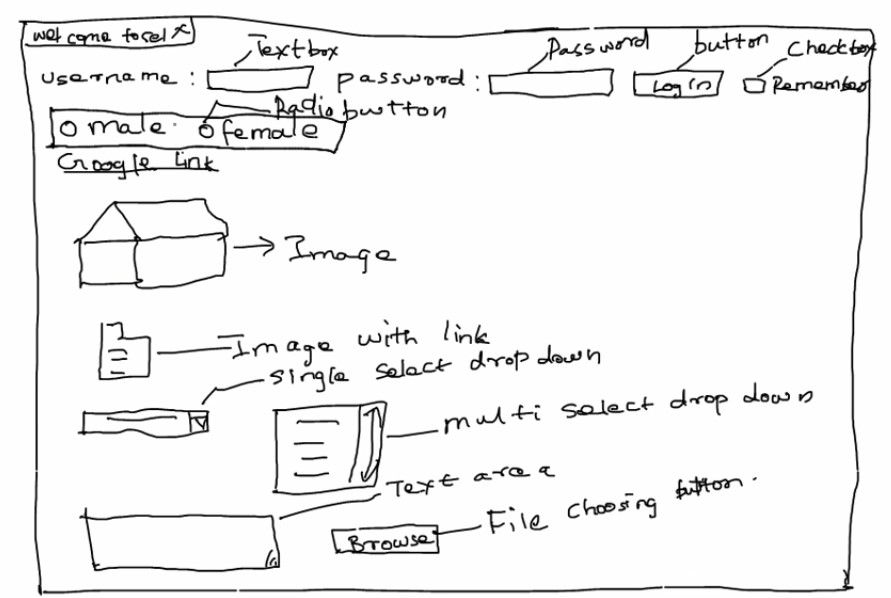 welcome to sel x
Textbox Password button Checkbox
username : password : Log in Remember
Radio button
male female
Google link
Image
Image with link
single select drop down
multi select drop down
Text area
File choosing button.
Browse